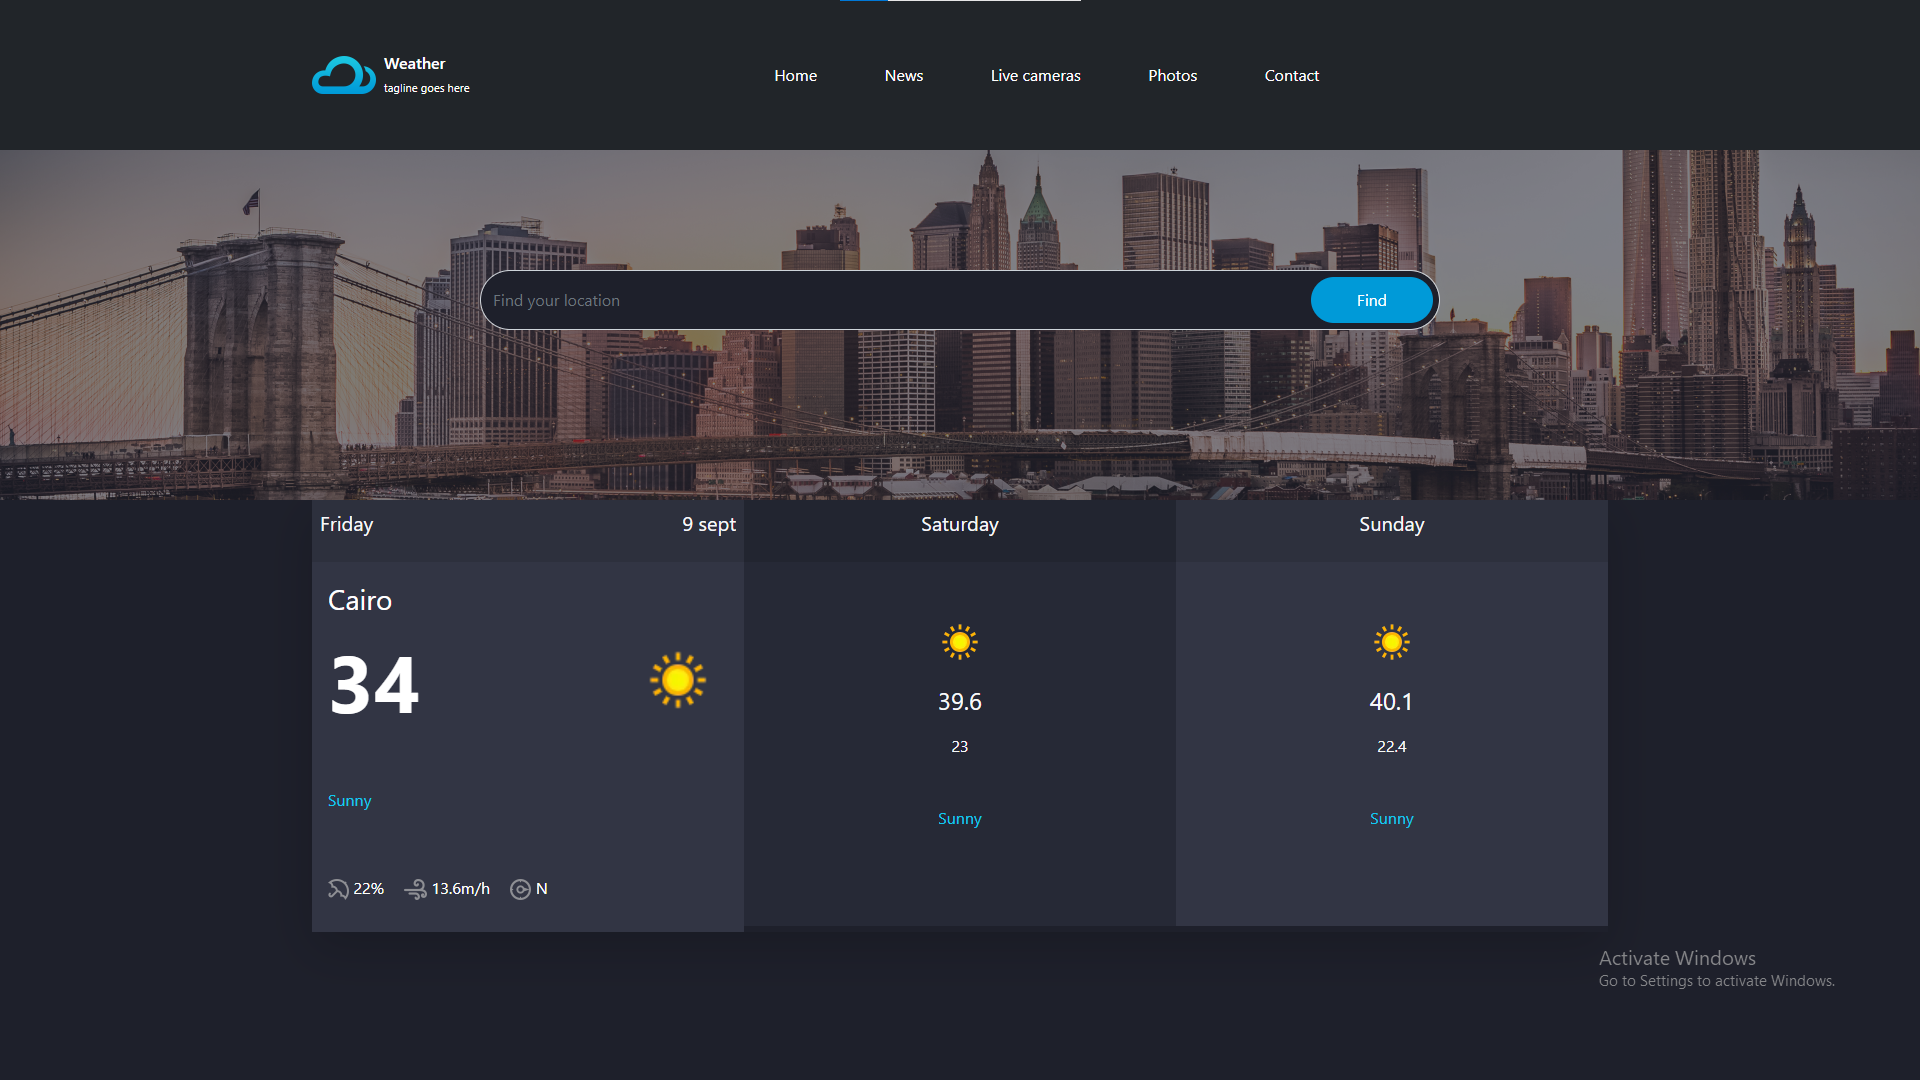 Weather
tagline goes here
Home News Live cameras Photos Contact
Find your location
Find
Friday 9 sept
Saturday
Sunday
Cairo
34
Sunny
22% 13.6m/h N
39.6
23
Sunny
40.1
22.4
Sunny
Activate Windows
Go to Settings to activate Windows.